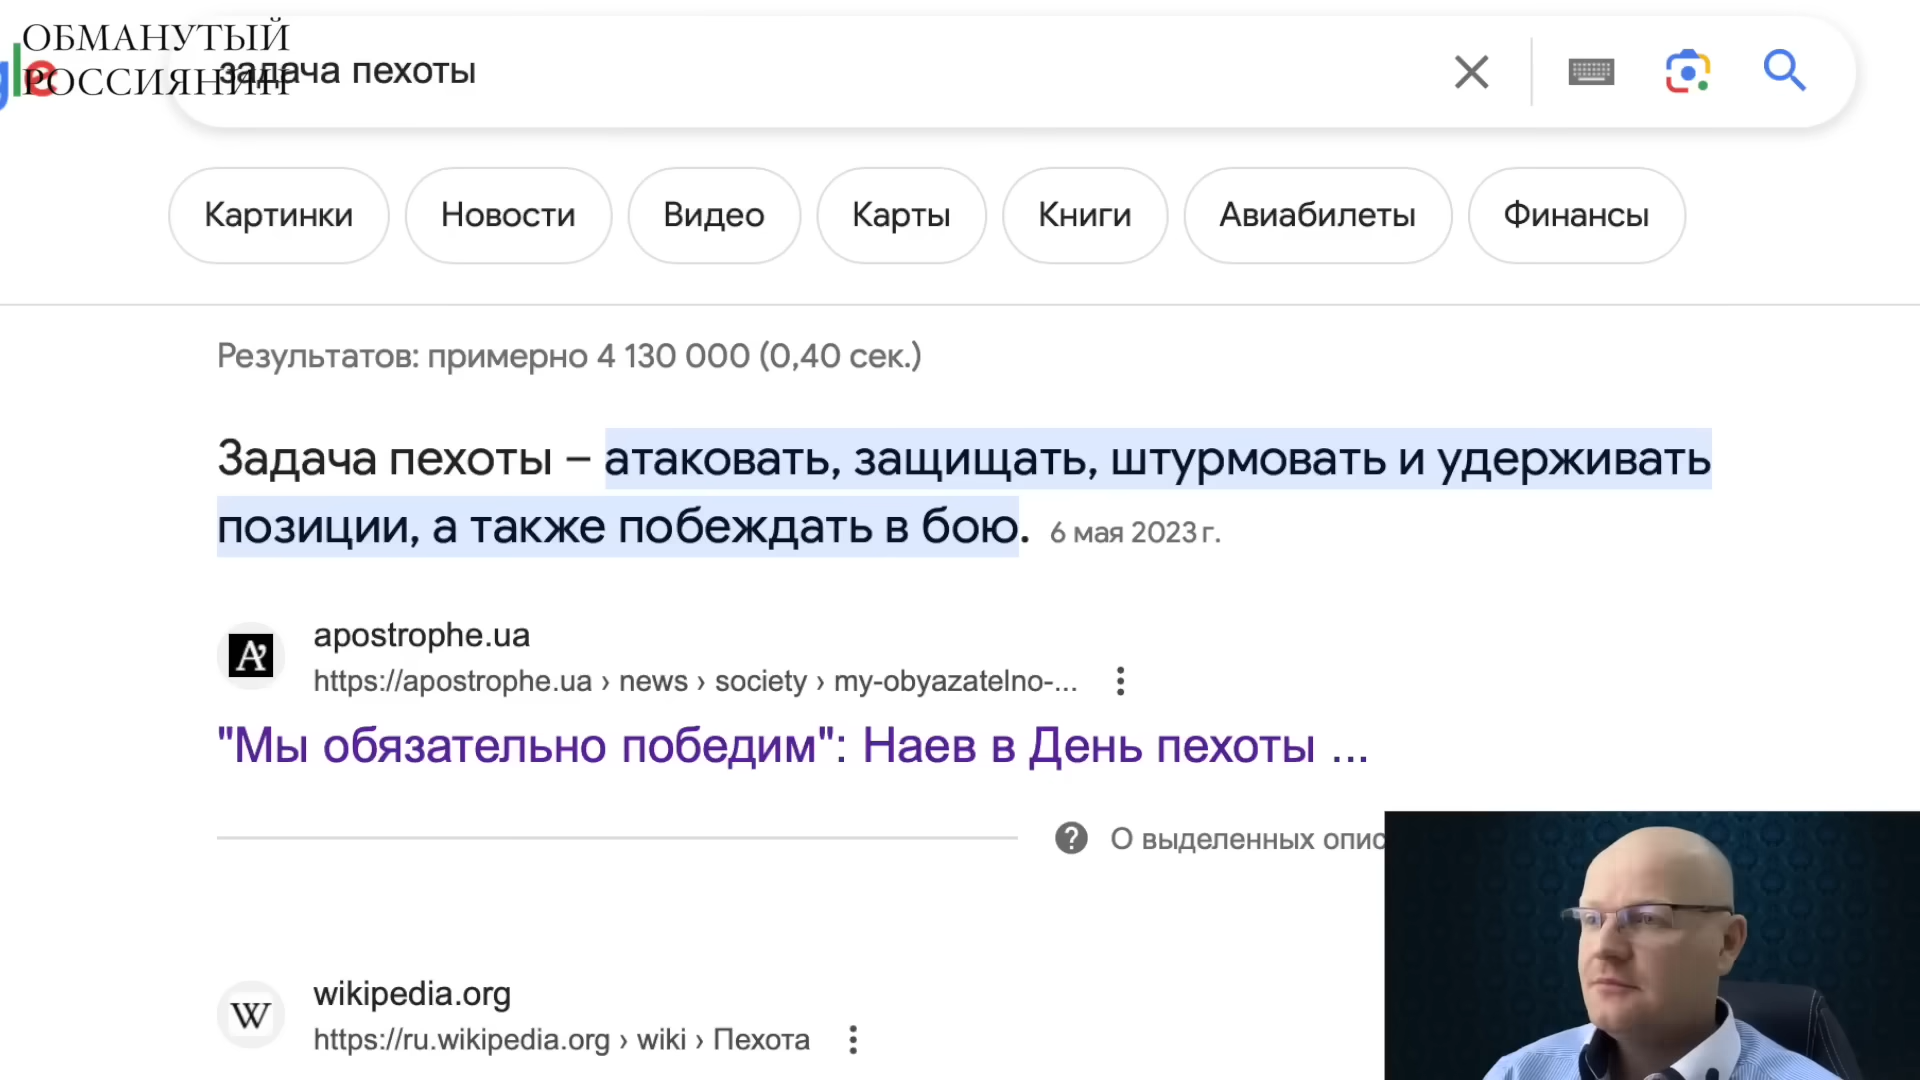 ОБМАНУТЫЙ
РОССИЯНИН
gle
задача пехоты
Картинки
Новости
Видео
Карты
Книги
Авиабилеты
Финансы
Результатов: примерно 4 130 000 (0,40 сек.)
Задача пехоты – атаковать, защищать, штурмовать и удерживать
позиции, а также побеждать в бою. 6 мая 2023 г.
apostrophe.ua
https://apostrophe.ua › news › society › my-obyazatelno-...
"Мы обязательно победим": Наев в День пехоты ...
О выделенных опис
W
wikipedia.org
https://ru.wikipedia.org › wiki › Пехота